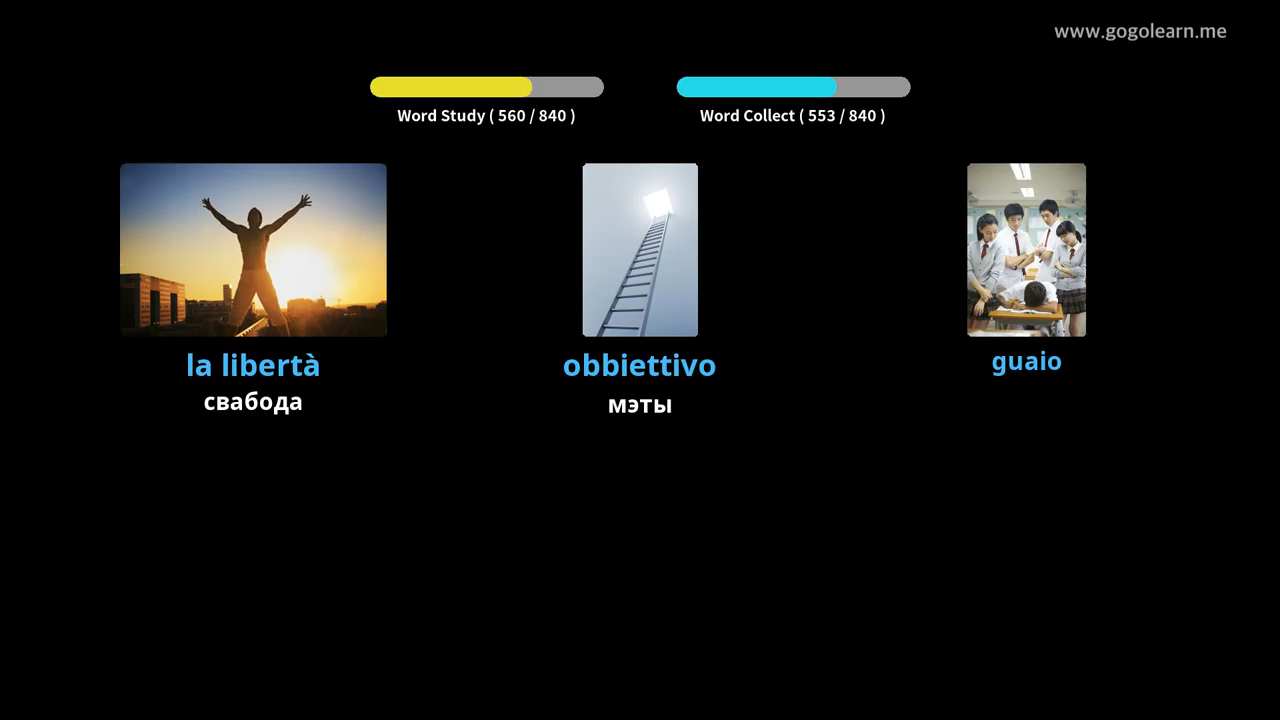 www.gogolearn.me
Word Study ( 560 / 840 )
Word Collect ( 553 / 840 )
la libertà
свабода
obbiettivo
мэты
guaio